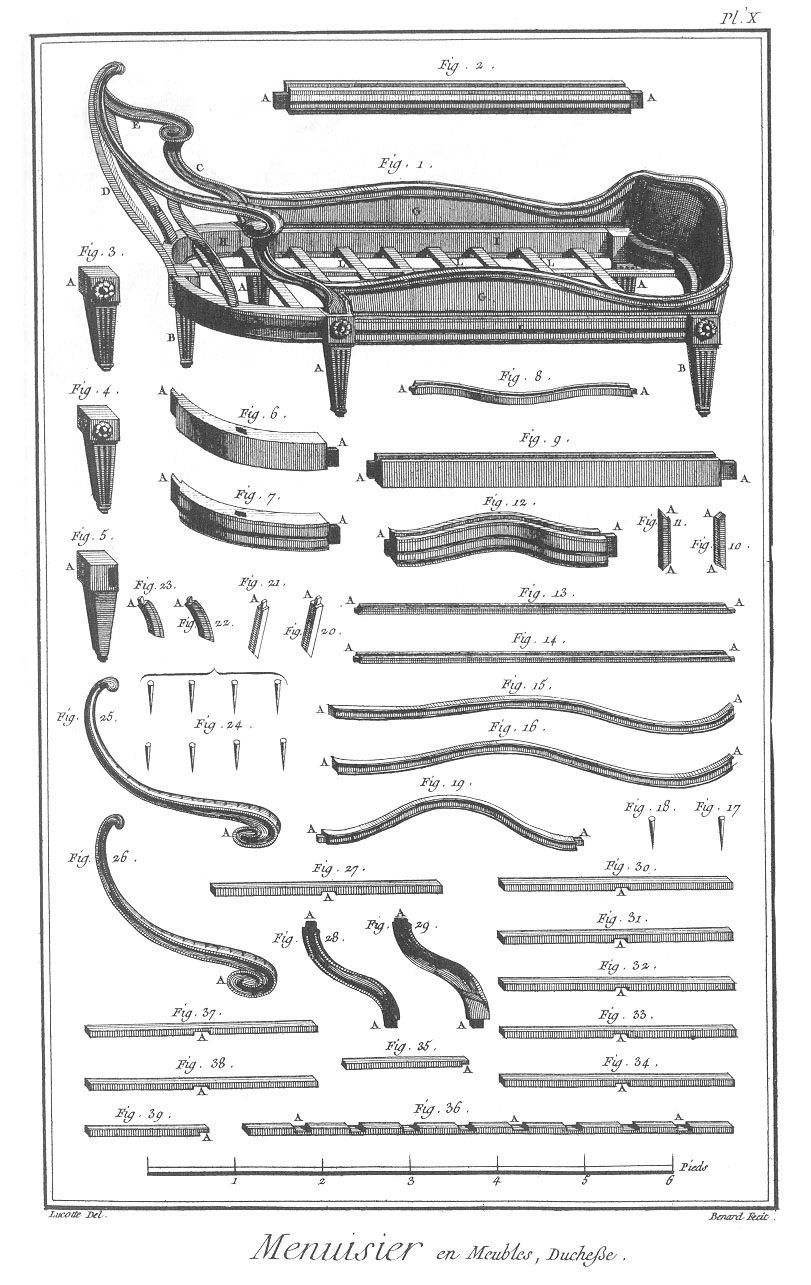 Pl. X
Fig. 2.
A A
Fig. 1.
E
C
D
G
H I
L L L
G
A A
B A B
Fig. 3.
A
Fig. 4.
A
Fig. 5.
A
Fig. 6.
A A
Fig. 7.
A A
Fig. 8.
A A
Fig. 9.
A A
Fig. 12.
A A
Fig. 11.
A A
Fig. 10.
A A
Fig. 23.
A
Fig. 22.
A
Fig. 21.
A
Fig. 20.
A
Fig. 13.
A A
Fig. 14.
A A
Fig. 15.
A A
Fig. 16.
A A
Fig. 24
Fig. 25.
A
Fig. 26.
A
Fig. 19.
A A
Fig. 18. Fig. 17
Fig. 27.
A
Fig. 28.
A
A
Fig. 29.
A
A
Fig. 30.
A
Fig. 31.
A
Fig. 32.
A
Fig. 33.
A
Fig. 34.
A
Fig. 37.
A
Fig. 38.
A
Fig. 35.
A
Fig. 39.
A
Fig. 36.
A A A
1 2 3 4 5 6 Pieds
Lucotte Del.
Benard Fecit.
Menuisier en Meubles, Duchesse.